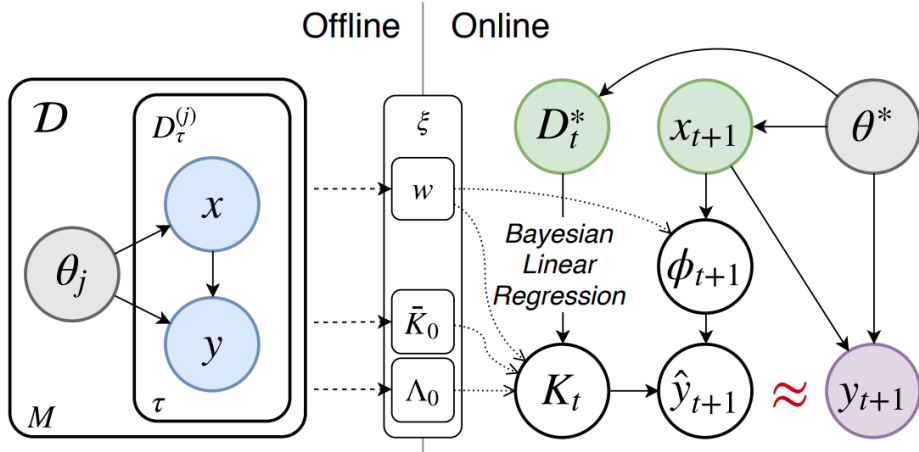 Offline
Online
𝒟
D_τ^{(j)}
x
θ_j
y
τ
M
ξ
w
K̄_0
Λ_0
D_t^*
x_{t+1}
θ^*
Bayesian
Linear
Regression
ϕ_{t+1}
K_t
ŷ_{t+1}
≈
y_{t+1}